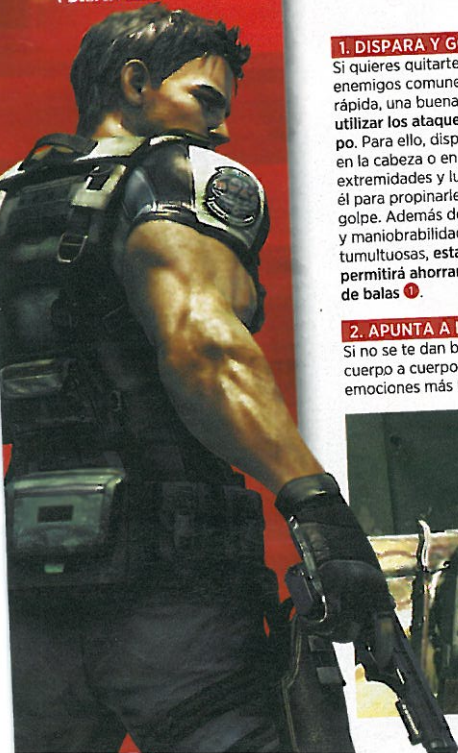 1. DISPARA Y G
Si quieres quitarte
enemigos comune
rápida, una buena
utilizar los ataque
po. Para ello, disp
en la cabeza o en
extremidades y lu
él para propinarle
golpe. Además de
y maniobrabilidad
tumultuosas, esta
permitirá ahorrar
de balas 1.
2. APUNTA A
Si no se te dan b
cuerpo a cuerpo
emociones más